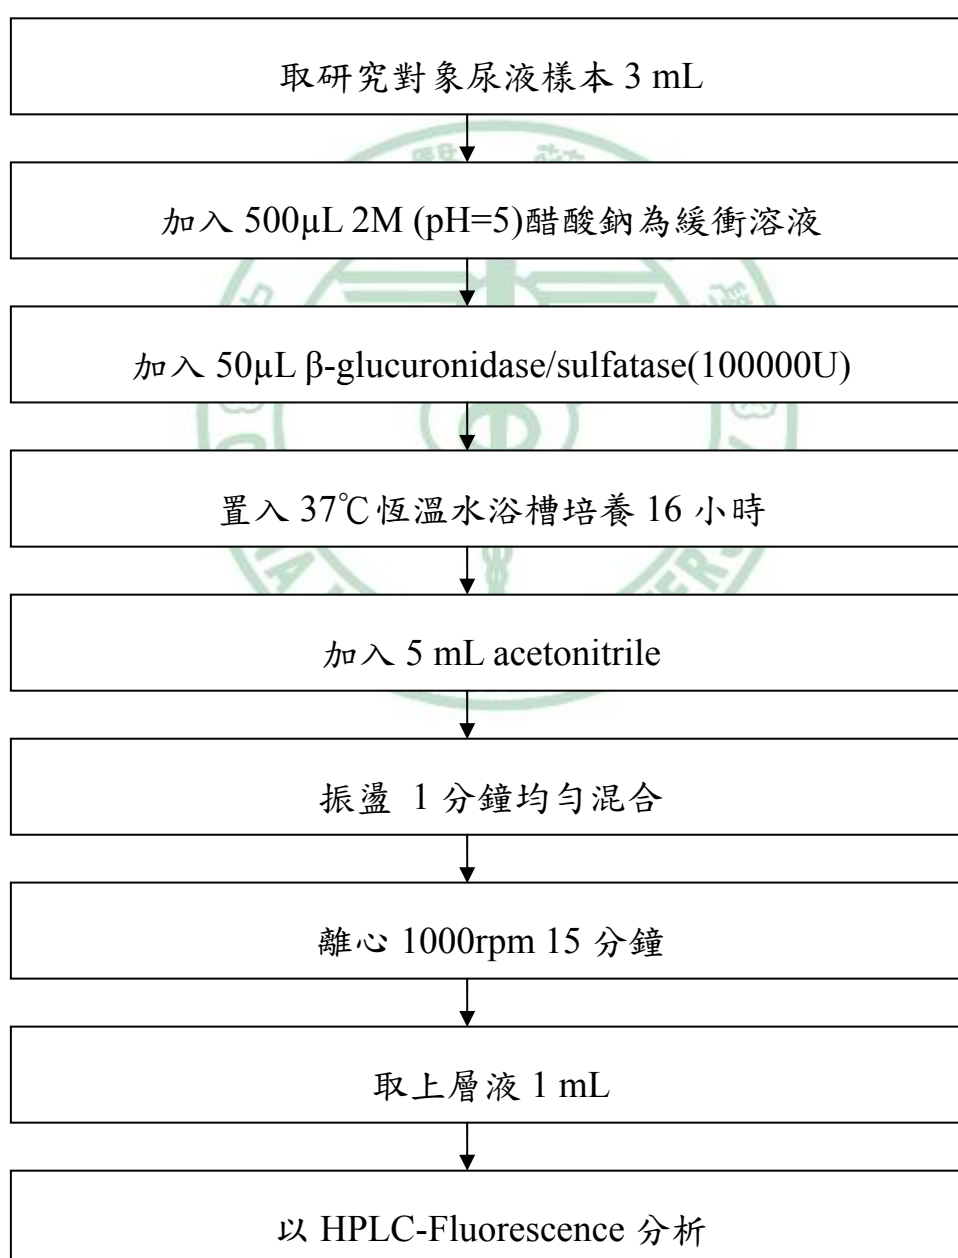 取研究對象尿液樣本 3 mL
加入 500µL 2M (pH=5)醋酸鈉為緩衝溶液
加入 50µL β-glucuronidase/sulfatase(100000U)
置入 37℃恆溫水浴槽培養 16 小時
加入 5 mL acetonitrile
振盪 1 分鐘均勻混合
離心 1000rpm 15 分鐘
取上層液 1 mL
以 HPLC-Fluorescence 分析